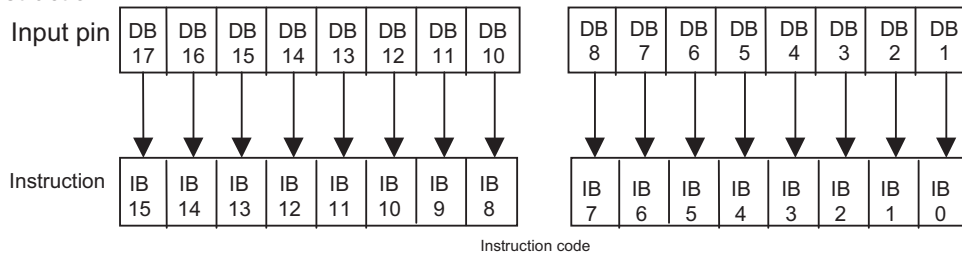 Input pin DB 17 DB 16 DB 15 DB 14 DB 13 DB 12 DB 11 DB 10 DB 8 DB 7 DB 6 DB 5 DB 4 DB 3 DB 2 DB 1
Instruction IB 15 IB 14 IB 13 IB 12 IB 11 IB 10 IB 9 IB 8 IB 7 IB 6 IB 5 IB 4 IB 3 IB 2 IB 1 IB 0
Instruction code